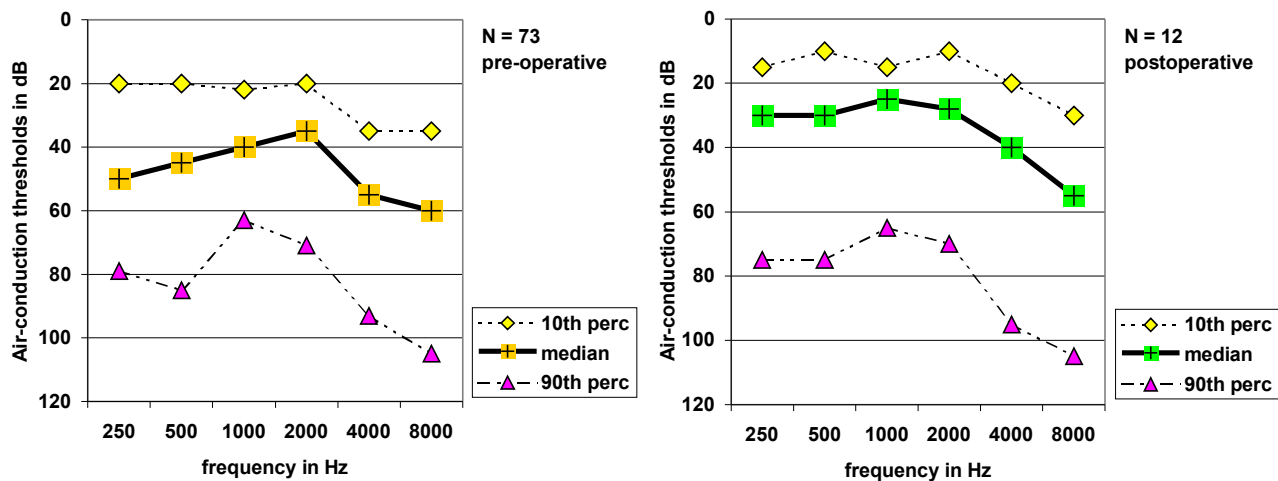 Air-conduction thresholds in dB
0
20
40
60
80
100
120
250 500 1000 2000 4000 8000
frequency in Hz
N = 73
pre-operative
10th perc
median
90th perc
Air-conduction thresholds in dB
0
20
40
60
80
100
120
250 500 1000 2000 4000 8000
frequency in Hz
N = 12
postoperative
10th perc
median
90th perc